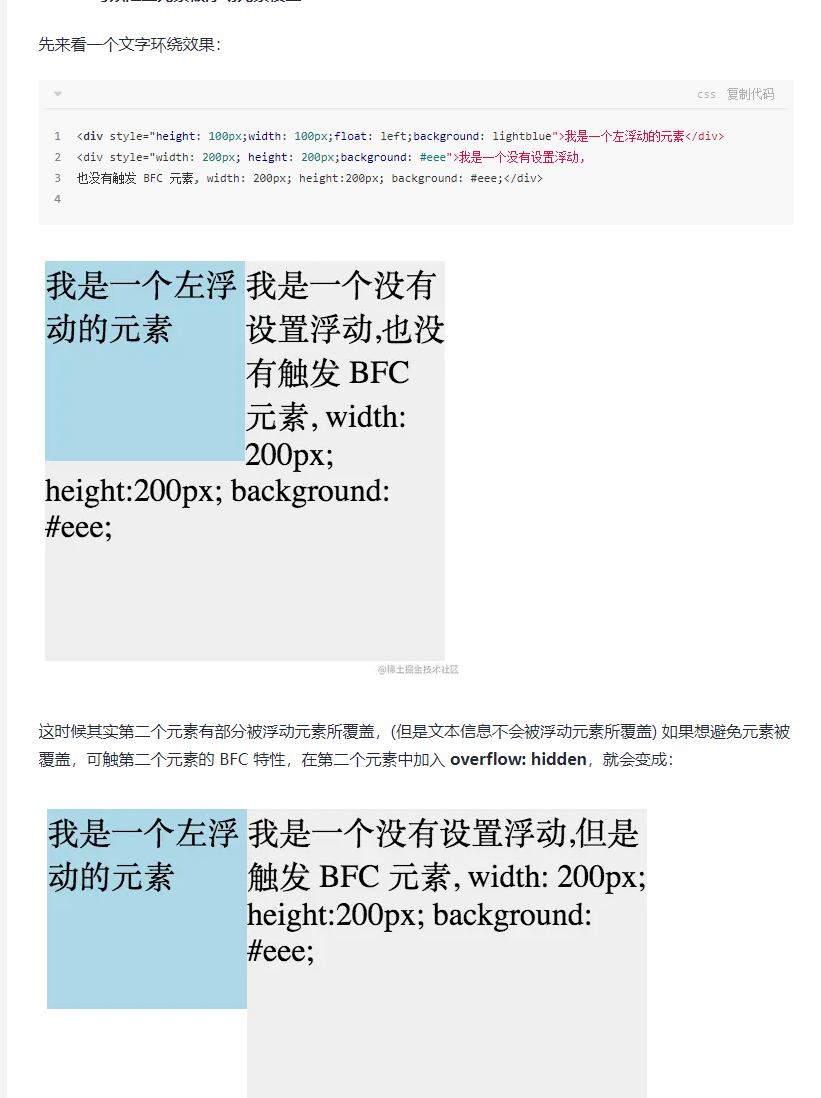 先来看一个文字环绕效果：
css 复制代码
1 <div style="height: 100px;width: 100px;float: left;background: lightblue">我是一个左浮动的元素</div>
2 <div style="width: 200px; height: 200px;background: #eee">我是一个没有设置浮动,
3 也没有触发 BFC 元素, width: 200px; height:200px; background: #eee;</div>
4
我是一个左浮
动的元素
我是一个没有
设置浮动,也没
有触发 BFC
元素, width:
200px;
height:200px; background:
#eee;
@稀土掘金技术社区
这时候其实第二个元素有部分被浮动元素所覆盖，(但是文本信息不会被浮动元素所覆盖) 如果想避免元素被
覆盖，可触第二个元素的 BFC 特性，在第二个元素中加入 overflow: hidden，就会变成：
我是一个左浮
动的元素
我是一个没有设置浮动,但是
触发 BFC 元素, width: 200px;
height:200px; background:
#eee;